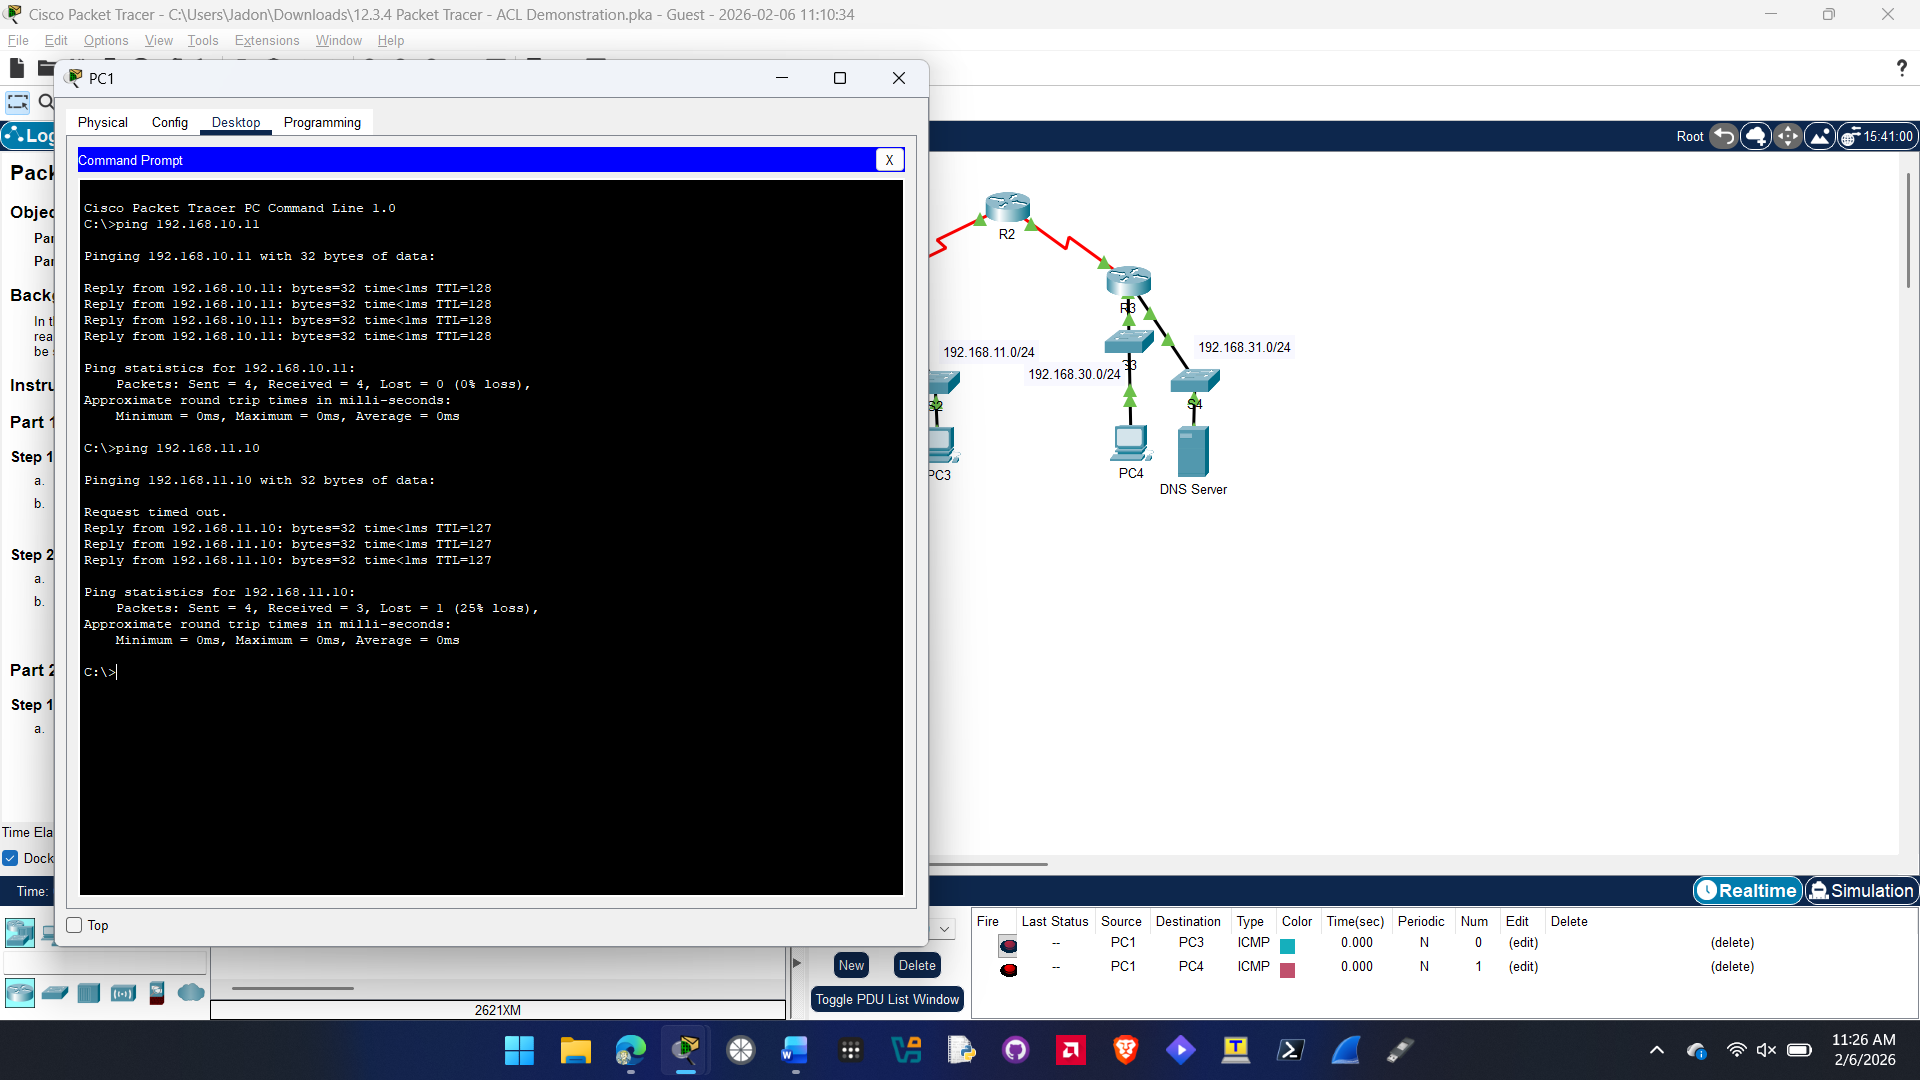 Cisco Packet Tracer - C:\Users\Jadon\Downloads\12.3.4 Packet Tracer - ACL Demonstration.pka - Guest - 2026-02-06 11:10:34
File Edit Options View Tools Extensions Window Help
?
PC1
Physical Config Desktop Programming
Command Prompt
X
Cisco Packet Tracer PC Command Line 1.0
C:\>ping 192.168.10.11
Pinging 192.168.10.11 with 32 bytes of data:
Reply from 192.168.10.11: bytes=32 time<1ms TTL=128
Reply from 192.168.10.11: bytes=32 time<1ms TTL=128
Reply from 192.168.10.11: bytes=32 time<1ms TTL=128
Reply from 192.168.10.11: bytes=32 time<1ms TTL=128
Ping statistics for 192.168.10.11:
Packets: Sent = 4, Received = 4, Lost = 0 (0% loss),
Approximate round trip times in milli-seconds:
Minimum = 0ms, Maximum = 0ms, Average = 0ms
C:\>ping 192.168.11.10
Pinging 192.168.11.10 with 32 bytes of data:
Request timed out.
Reply from 192.168.11.10: bytes=32 time<1ms TTL=127
Reply from 192.168.11.10: bytes=32 time<1ms TTL=127
Reply from 192.168.11.10: bytes=32 time<1ms TTL=127
Ping statistics for 192.168.11.10:
Packets: Sent = 4, Received = 3, Lost = 1 (25% loss),
Approximate round trip times in milli-seconds:
Minimum = 0ms, Maximum = 0ms, Average = 0ms
C:\>
Top
Log
Pack
Objec
Par
Par
Back
In t
rea
be
Instru
Part 1
Step 1
a.
b.
Step 2
a.
b.
Part 2
Step 1
a.
Time Ela
Dock
Time:
Root
15:41:00
R2
R3
192.168.11.0/24
192.168.31.0/24
S3
192.168.30.0/24
S2
S4
PC3
PC4
DNS Server
Realtime
Simulation
New Delete
Toggle PDU List Window
2621XM
Fire Last Status Source Destination Type Color Time(sec) Periodic Num Edit Delete
-- PC1 PC3 ICMP 0.000 N 0 (edit) (delete)
-- PC1 PC4 ICMP 0.000 N 1 (edit) (delete)
11:26 AM
2/6/2026